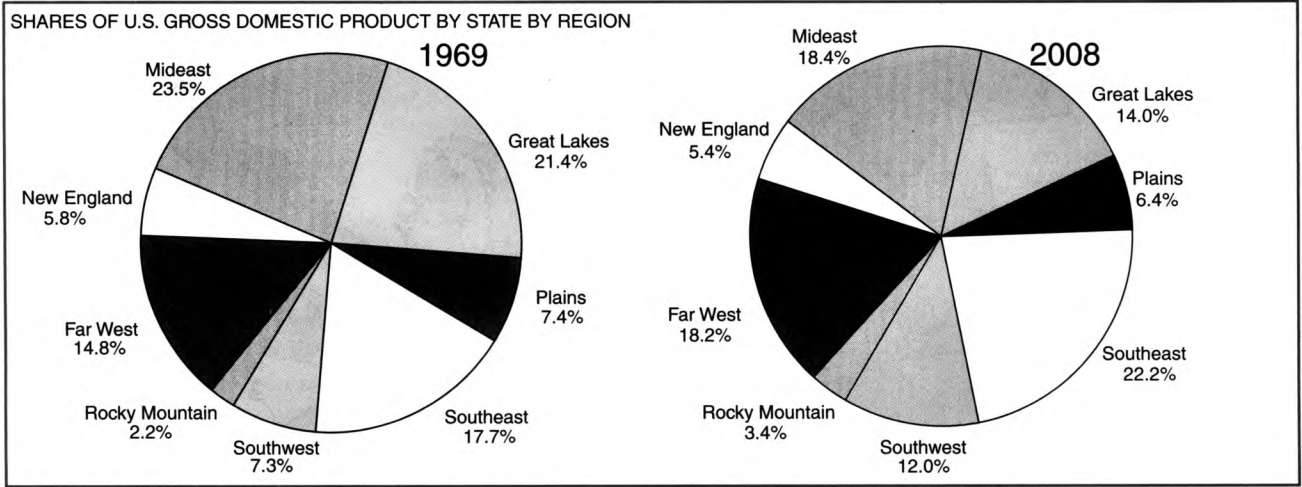 SHARES OF U.S. GROSS DOMESTIC PRODUCT BY STATE BY REGION
1969
Mideast
23.5%
Great Lakes
21.4%
New England
5.8%
Plains
7.4%
Far West
14.8%
Rocky Mountain
2.2%
Southwest
7.3%
Southeast
17.7%
2008
Mideast
18.4%
Great Lakes
14.0%
New England
5.4%
Plains
6.4%
Far West
18.2%
Southeast
22.2%
Rocky Mountain
3.4%
Southwest
12.0%